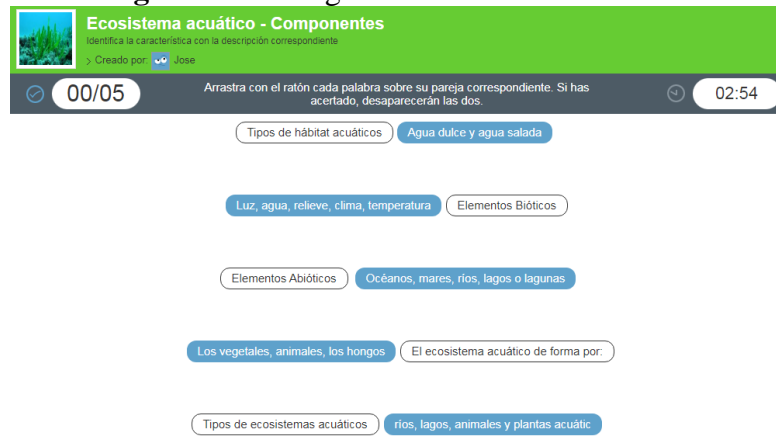 Ecosistema acuático - Componentes
Identifica la característica con la descripción correspondiente
> Creado por: Jose
00/05
Arrastra con el ratón cada palabra sobre su pareja correspondiente. Si has
acertado, desaparecerán las dos.
02:54
Tipos de hábitat acuáticos Agua dulce y agua salada
Luz, agua, relieve, clima, temperatura Elementos Bióticos
Elementos Abióticos Océanos, mares, ríos, lagos o lagunas
Los vegetales, animales, los hongos El ecosistema acuático de forma por:
Tipos de ecosistemas acuáticos ríos, lagos, animales y plantas acuátic